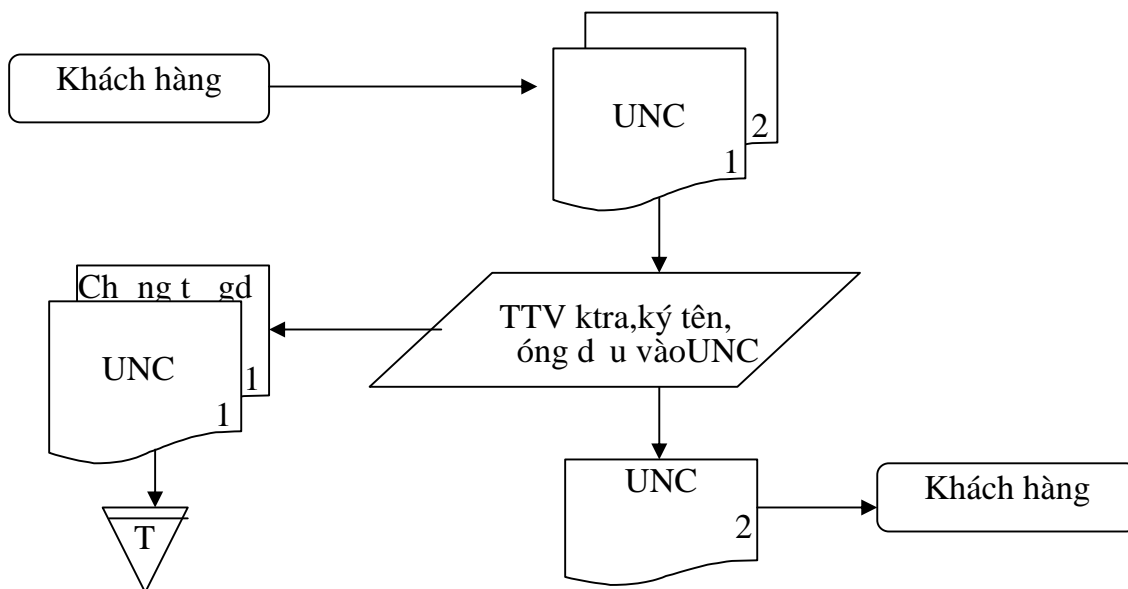 Khách hàng
UNC
2
1
Ch ng t gd
UNC
1
1
TTV ktra,ký tên,
óng d u vàoUNC
T
UNC
2
Khách hàng